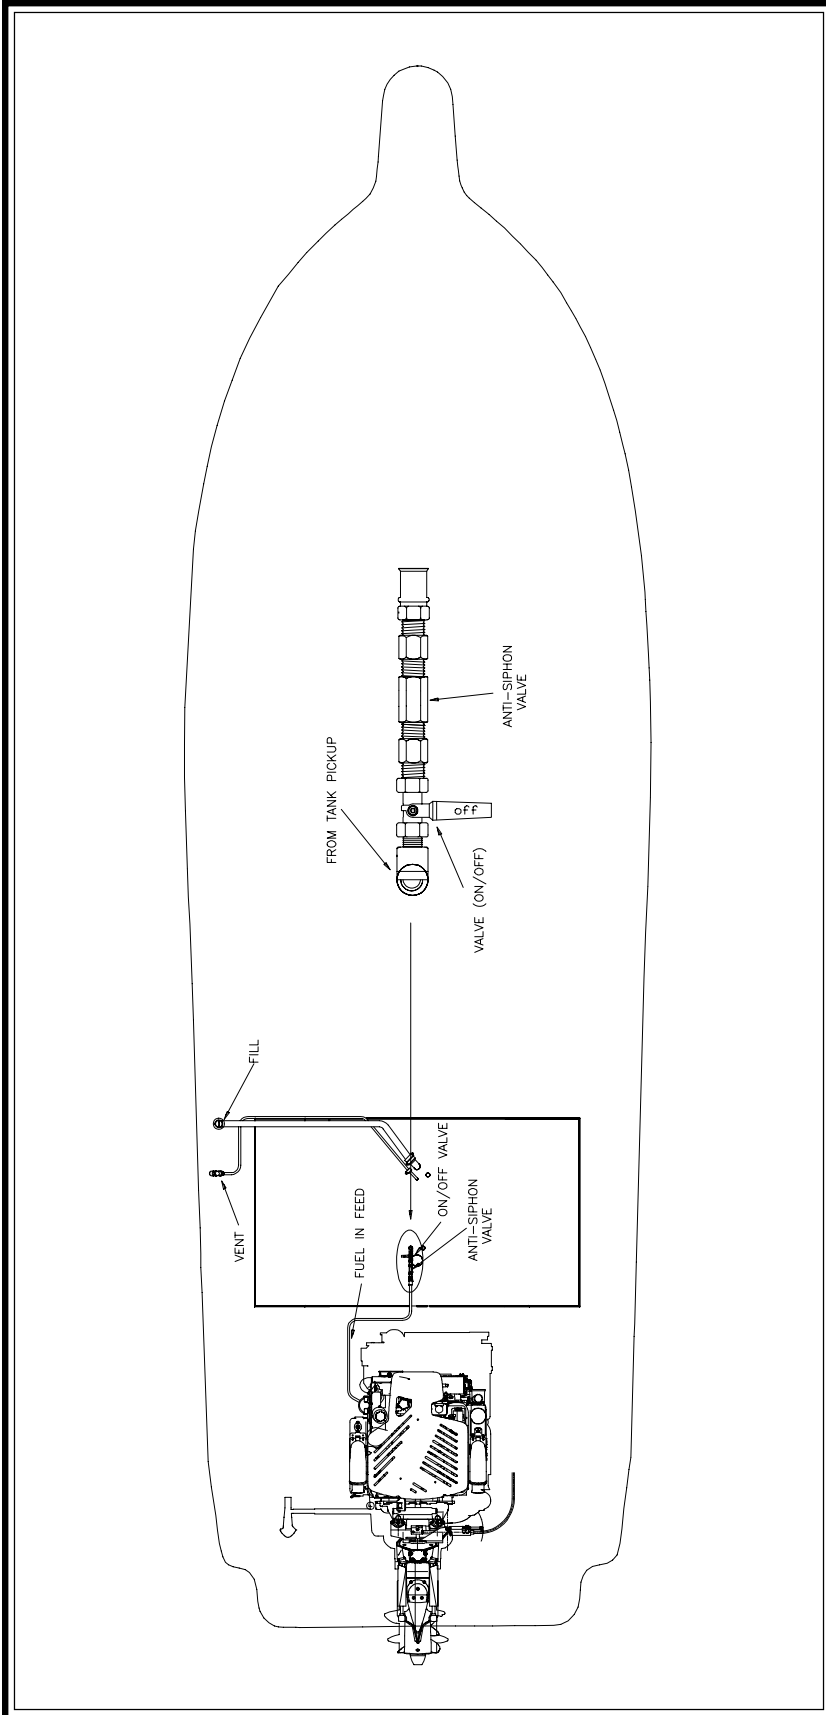 ANTI-SIPHON
VALVE
FROM TANK PICKUP
off
VALVE (ON/OFF)
FILL
VENT
FUEL IN FEED
ON/OFF VALVE
ANTI-SIPHON
VALVE